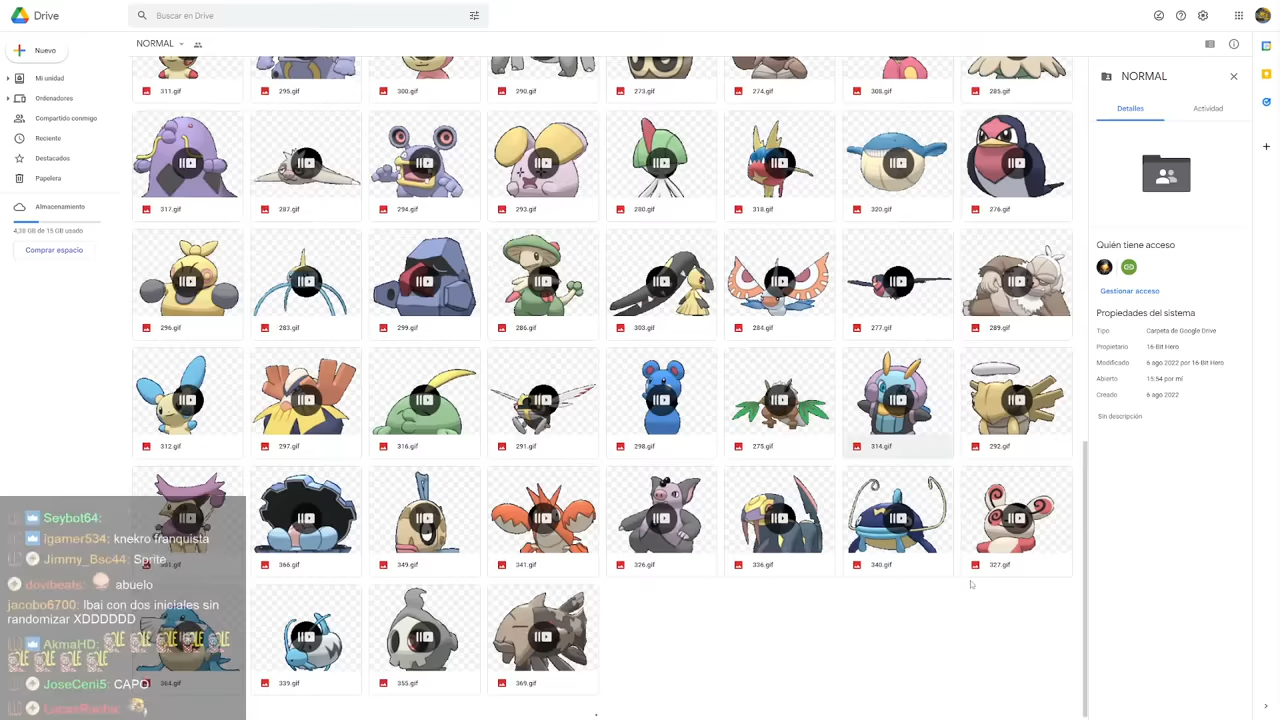 Drive
Buscar en Drive
Nuevo
NORMAL
Mi unidad
Ordenadores
Compartido conmigo
Reciente
Destacados
Papelera
Almacenamiento
4,38 GB de 15 GB usado
Comprar espacio
311.gif 295.gif 300.gif 290.gif 273.gif 274.gif 308.gif 285.gif
317.gif 287.gif 294.gif 293.gif 280.gif 318.gif 320.gif 276.gif
296.gif 283.gif 299.gif 286.gif 303.gif 284.gif 277.gif 289.gif
312.gif 297.gif 316.gif 291.gif 298.gif 275.gif 314.gif 292.gif
366.gif 349.gif 341.gif 326.gif 336.gif 340.gif 327.gif
364.gif 339.gif 355.gif 369.gif
Seybot64:
igamer534: knekro franquista
Jimmy_Bsc44: Sprite
dovibeats: abuelo
jacobo6700: Ibai con dos iniciales sin
randomizar XDDDDDD
AkmaHD:
JoseCeni5: CAPO
NORMAL
Detalles
Actividad
Quién tiene acceso
Gestionar acceso
Propiedades del sistema
Tipo Carpeta de Google Drive
Propietario 16-Bit Hero
Modificado 6 ago 2022 por 16-Bit Hero
Abierto 15:54 por mí
Creado 6 ago 2022
Sin descripción